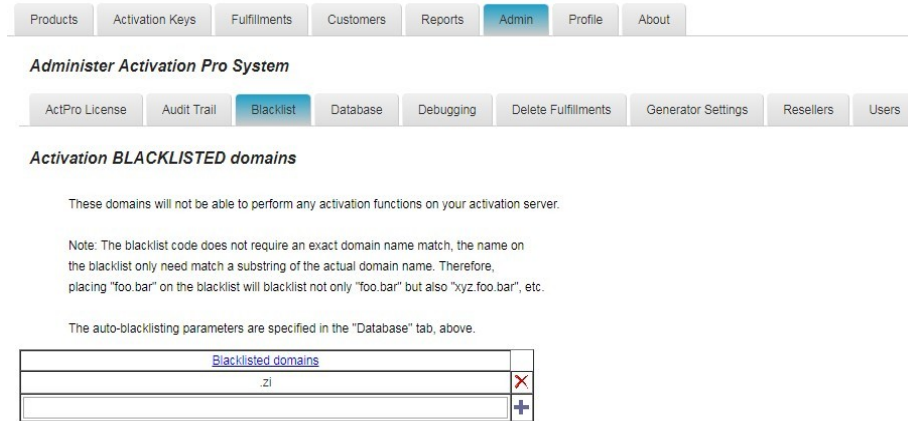 Products Activation Keys Fulfillments Customers Reports Admin Profile About
Administer Activation Pro System
ActPro License Audit Trail Blacklist Database Debugging Delete Fulfillments Generator Settings Resellers Users
Activation BLACKLISTED domains
These domains will not be able to perform any activation functions on your activation server.
Note: The blacklist code does not require an exact domain name match, the name on
the blacklist only need match a substring of the actual domain name. Therefore,
placing "foo.bar" on the blacklist will blacklist not only "foo.bar" but also "xyz.foo.bar", etc.
The auto-blacklisting parameters are specified in the "Database" tab, above.
Blacklisted domains
.zi